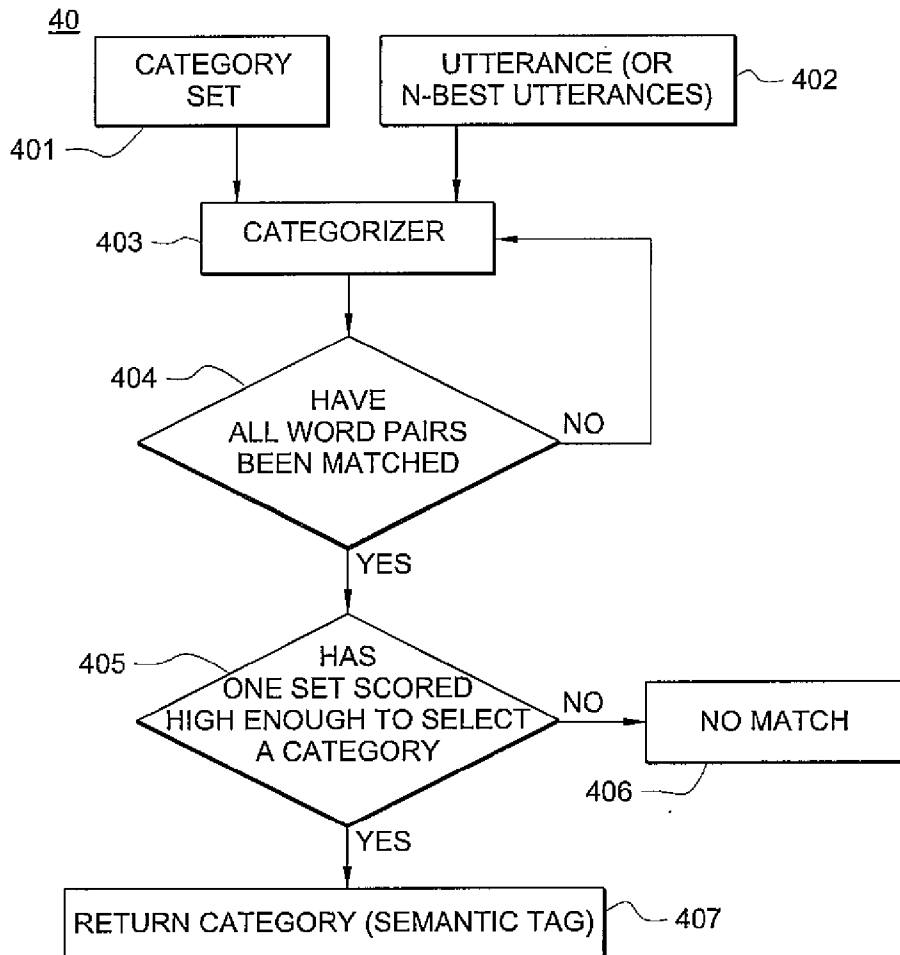 40
CATEGORY
SET
401
UTTERANCE (OR
N-BEST UTTERANCES)
402
CATEGORIZER
403
404
HAVE
ALL WORD PAIRS
BEEN MATCHED
NO
YES
405
HAS
ONE SET SCORED
HIGH ENOUGH TO SELECT
A CATEGORY
NO
NO MATCH
406
YES
RETURN CATEGORY (SEMANTIC TAG)
407